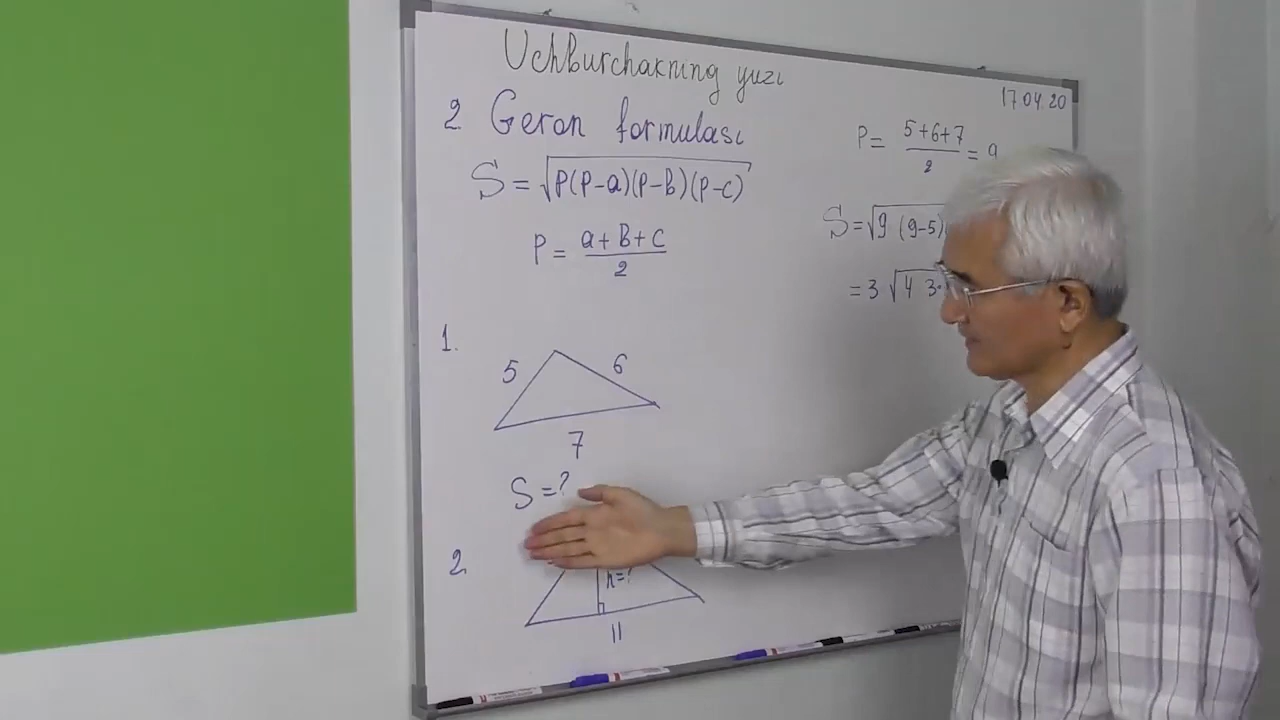 Uchburchakning yuzi
17.04.20
2 Geron formulasi
S = √P(P-a)(P-b)(P-c)
P = a+b+c
2
P = 5+6+7
2
= 9
S = √9 (9-5)
= 3 √4 3·
1.
5
6
7
S = ?
2.
h=?
11